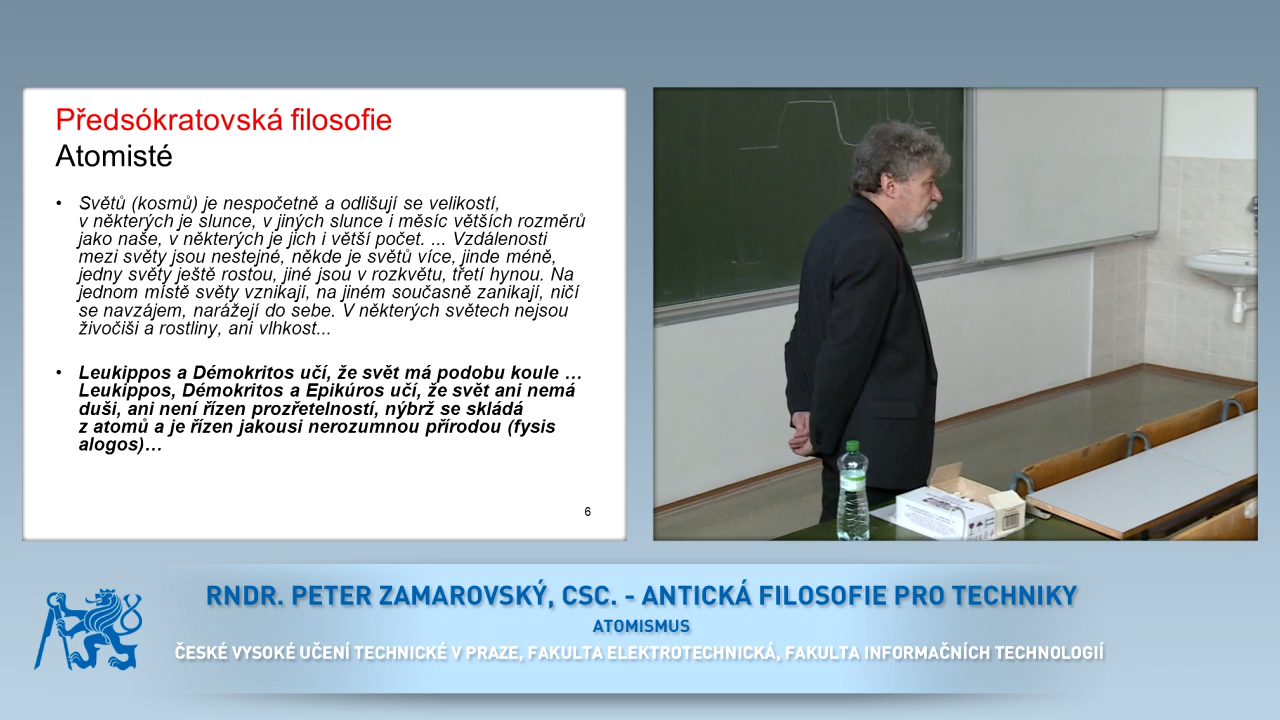 Předsókratovská filosofie
Atomisté
• Světů (kosmů) je nespočetně a odlišují se velikostí,
v některých je slunce, v jiných slunce i měsíc větších rozměrů
jako naše, v některých je jich i větší počet. ... Vzdálenosti
mezi světy jsou nestejné, někde je světů více, jinde méně,
jedny světy ještě rostou, jiné jsou v rozkvětu, třetí hynou. Na
jednom místě světy vznikají, na jiném současně zanikají, ničí
se navzájem, narážejí do sebe. V některých světech nejsou
živočiši a rostliny, ani vlhkost...
• Leukippos a Démokritos učí, že svět má podobu koule …
Leukippos, Démokritos a Epikúros učí, že svět ani nemá
duši, ani není řízen prozřetelností, nýbrž se skládá
z atomů a je řízen jakousi nerozumnou přírodou (fysis
alogos)…
6
RNDR. PETER ZAMAROVSKÝ, CSC. - ANTICKÁ FILOSOFIE PRO TECHNIKY
ATOMISMUS
ČESKÉ VYSOKÉ UČENÍ TECHNICKÉ V PRAZE, FAKULTA ELEKTROTECHNICKÁ, FAKULTA INFORMAČNÍCH TECHNOLOGIÍ